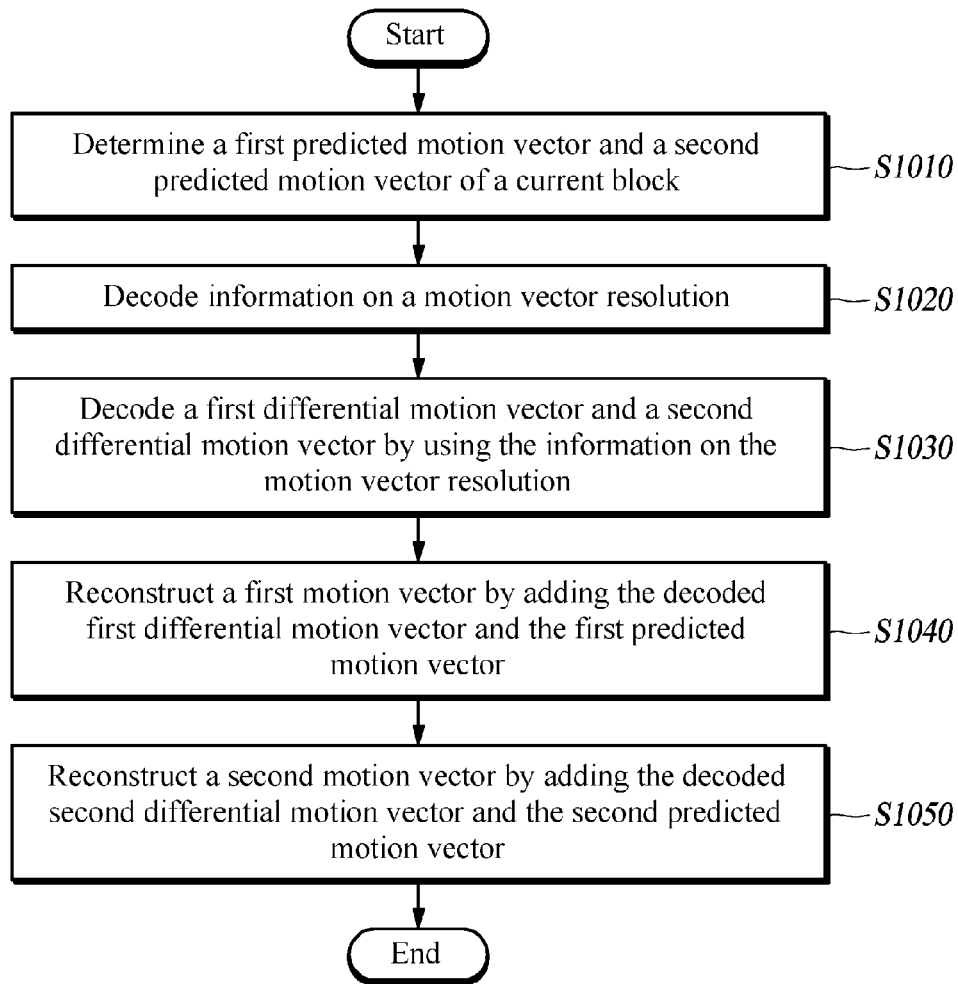 Start
Determine a first predicted motion vector and a second
predicted motion vector of a current block
S1010
Decode information on a motion vector resolution
S1020
Decode a first differential motion vector and a second
differential motion vector by using the information on the
motion vector resolution
S1030
Reconstruct a first motion vector by adding the decoded
first differential motion vector and the first predicted
motion vector
S1040
Reconstruct a second motion vector by adding the decoded
second differential motion vector and the second predicted
motion vector
S1050
End